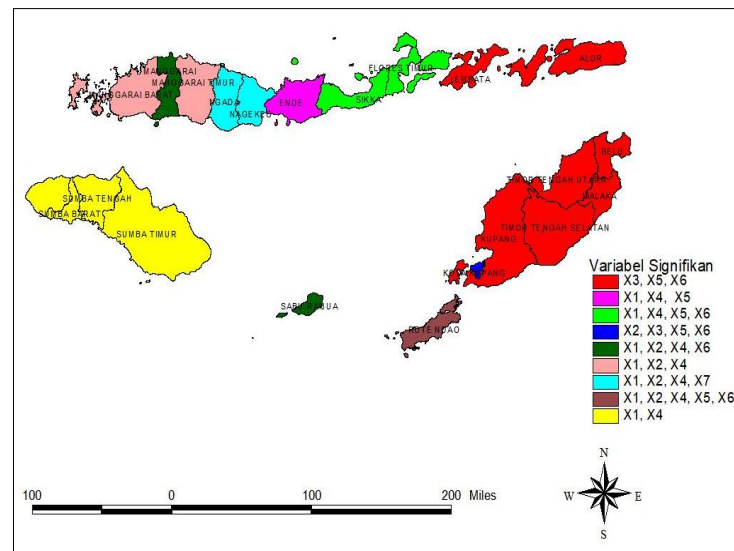 MANGGARAI
MANGGARAI TIMUR
MANGGARAI BARAT
NGADA
NAGEKEO
ENDE
SIKKA
FLORES TIMUR
LEMBATA
ALOR
SUMBA TENGAH
SUMBA BARAT
SUMBA TIMUR
BELU
TIMOR TENGAH UTARA
MALAKA
TIMOR TENGAH SELATAN
KUPANG
KOTA KUPANG
SABU RAIJUA
ROTE NDAO
Variabel Signifikan
X3, X5, X6
X1, X4, X5
X1, X4, X5, X6
X2, X3, X5, X6
X1, X2, X4, X6
X1, X2, X4
X1, X2, X4, X7
X1, X2, X4, X5, X6
X1, X4
100 0 100 200 Miles
N
W E
S